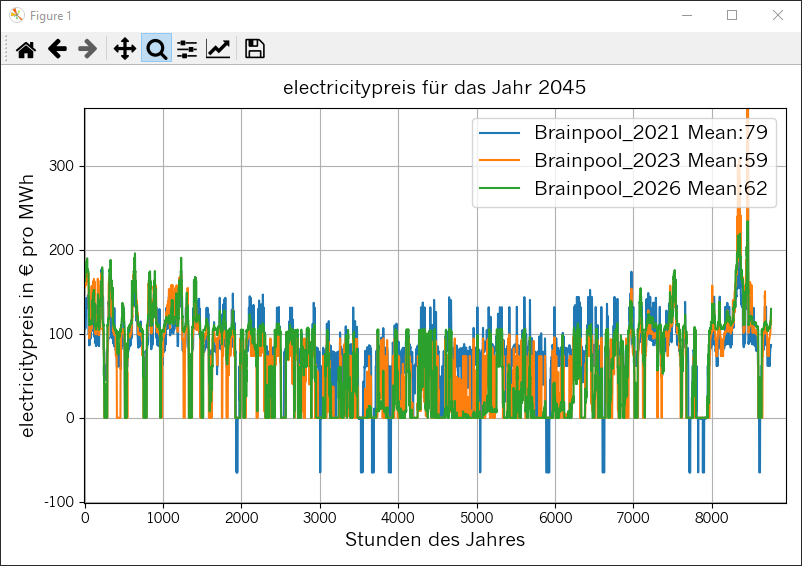 Figure 1
electricitypreis für das Jahr 2045
Brainpool_2021 Mean:79
Brainpool_2023 Mean:59
Brainpool_2026 Mean:62
electricitypreis in € pro MWh
300
200
100
0
-100
0 1000 2000 3000 4000 5000 6000 7000 8000
Stunden des Jahres